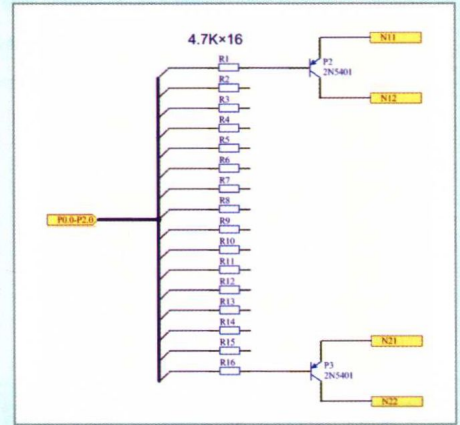 4.7K×16
R1
R2
R3
R4
R5
R6
R7
R8
R9
R10
R11
R12
R13
R14
R15
R16
P0.0-P2.0
P2
2N5401
N11
N12
P3
2N5401
N21
N22